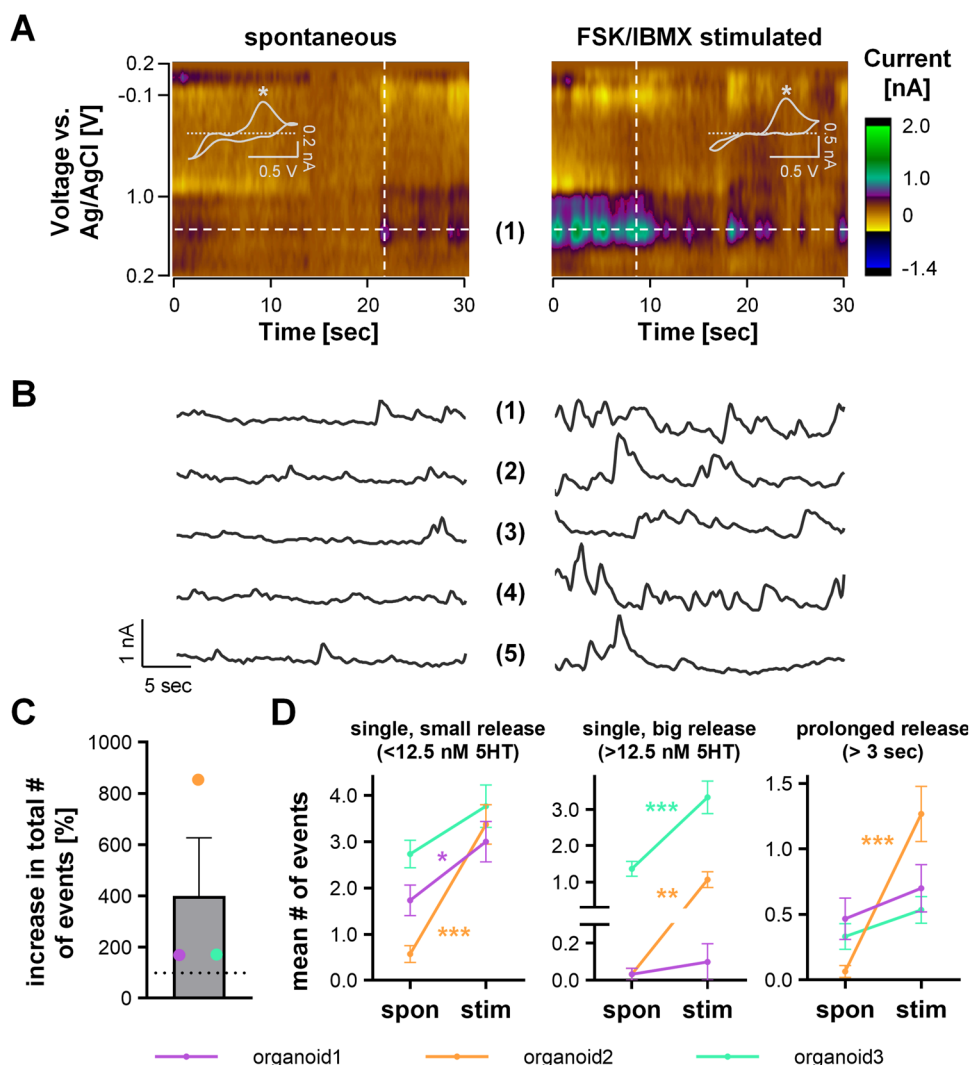 A
spontaneous
FSK/IBMX stimulated
Current
[nA]
Voltage vs.
Ag/AgCl [V]
0.2
-0.1
1.0
0.2
*
0.2 nA
0.5 V
*
0.5 nA
0.5 V
(1)
2.0
1.0
0
-1.4
0
10
20
30
0
10
20
30
Time [sec]
Time [sec]
B
(1)
(2)
(3)
(4)
(5)
1 nA
5 sec
C
increase in total #
of events [%]
1000
800
600
400
200
0
D
mean # of events
single, small release
(<12.5 nM 5HT)
4.0
3.0
2.0
1.0
0.0
*
***
spon
stim
single, big release
(>12.5 nM 5HT)
3.0
2.0
1.0
0.2
0.0
***
**
spon
stim
prolonged release
(> 3 sec)
1.5
1.0
0.5
0.0
***
spon
stim
organoid1
organoid2
organoid3